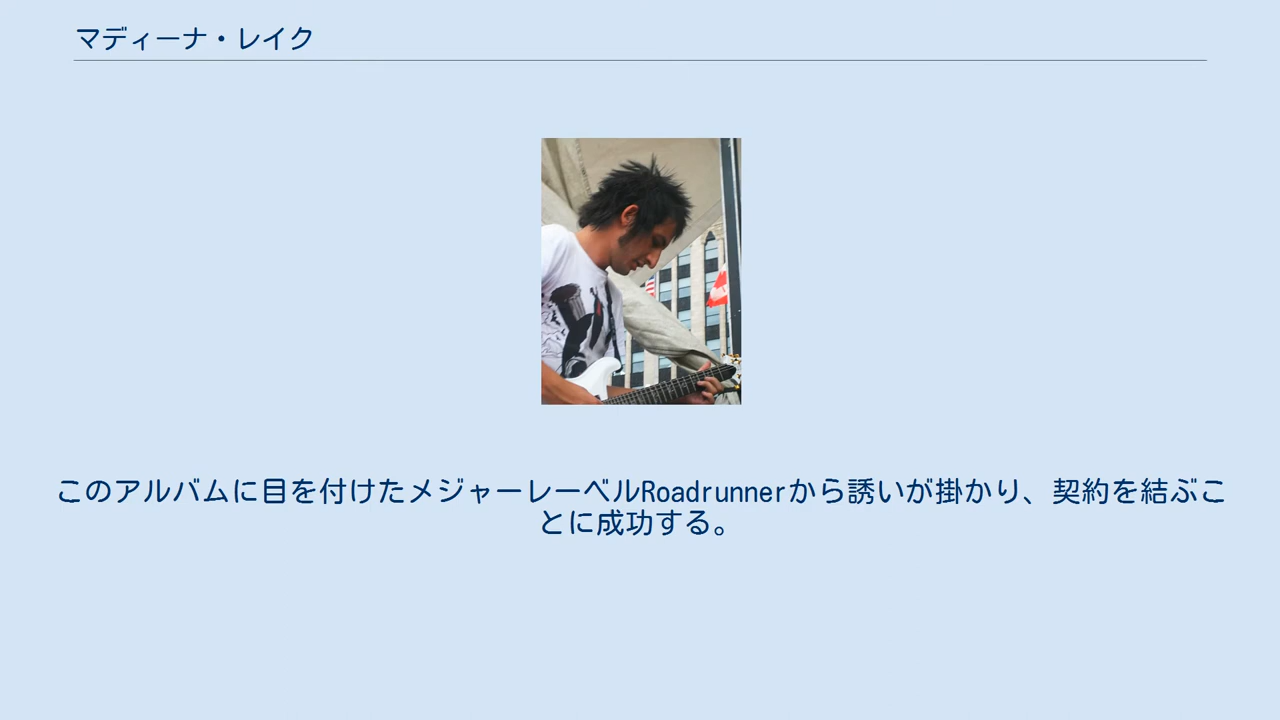 マディーナ・レイク
このアルバムに目を付けたメジャーレーベルRoadrunnerから誘いが掛かり、契約を結ぶこ
とに成功する。